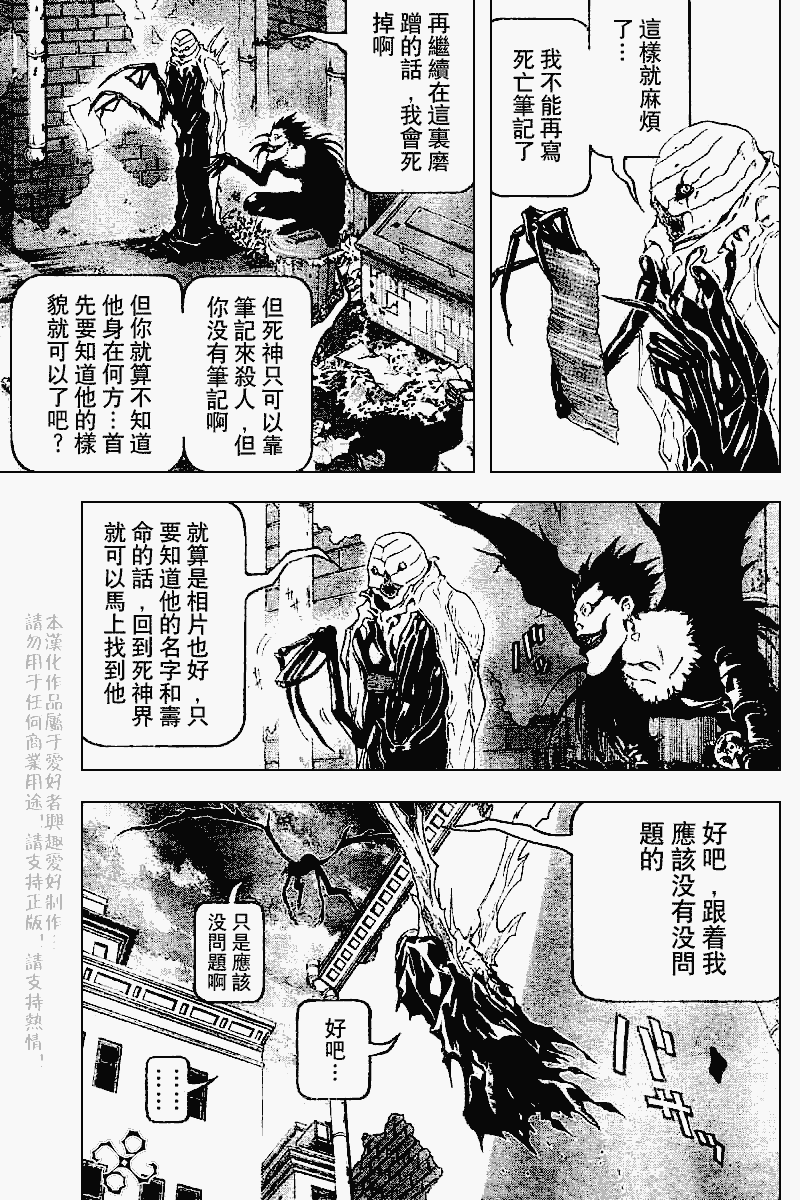 這樣就麻煩
了…
我不能再寫
死亡筆記了
再繼續在這裏磨
蹭的話，我會死
掉啊
但死神只可以靠
筆記來殺人，但
你没有筆記啊
但你就算不知道
他身在何方…首
先要知道他的樣
貌就可以了吧？
就算是相片也好，只
要知道他的名字和壽
命的話，回到死神界
就可以馬上找到他
好吧，跟着我
應該没有没問
題的
只是應該
没問題啊
好吧…
……
本漢化作品屬于愛好者興趣愛好制作…
請勿用于任何商業用途！請支持正版！請支持熱情！